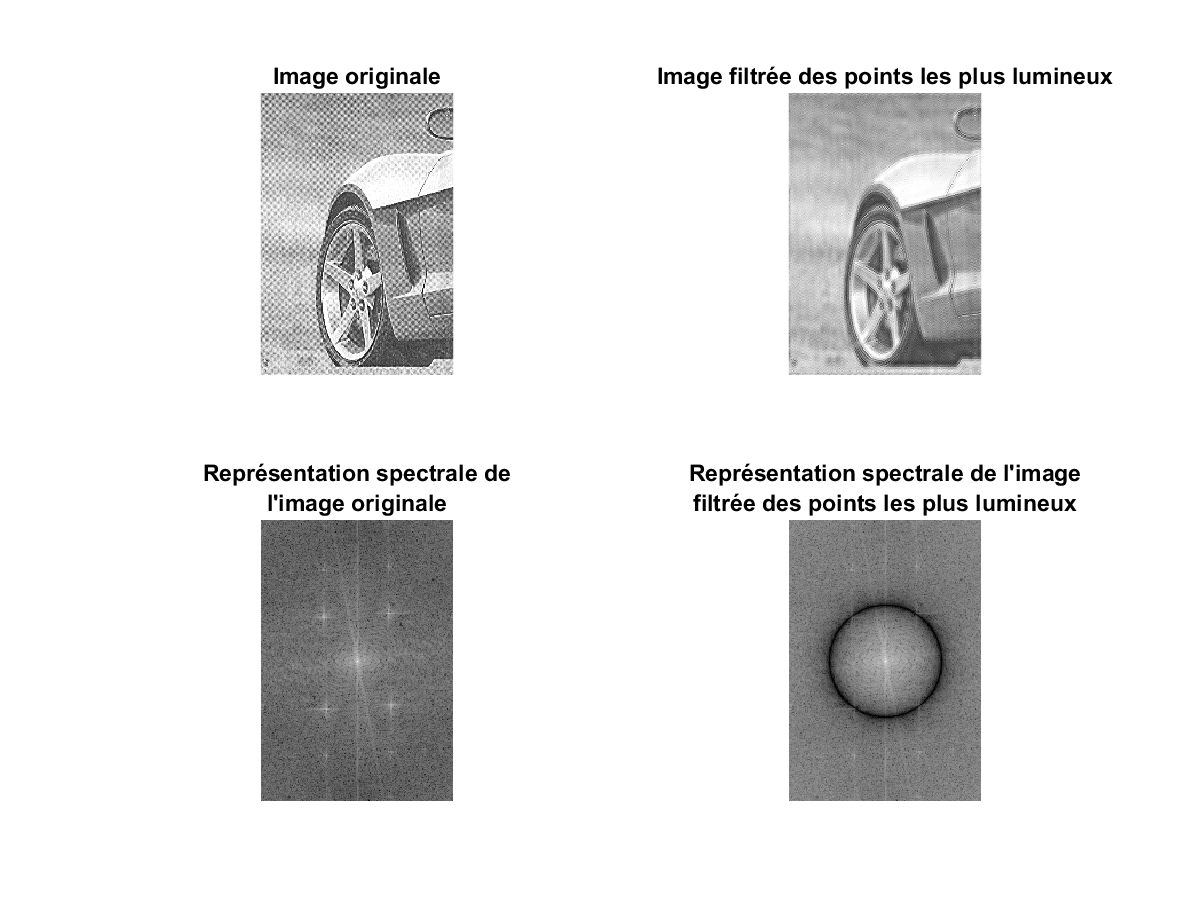 Image originale
Image filtrée des points les plus lumineux
Représentation spectrale de
l'image originale
Représentation spectrale de l'image
filtrée des points les plus lumineux